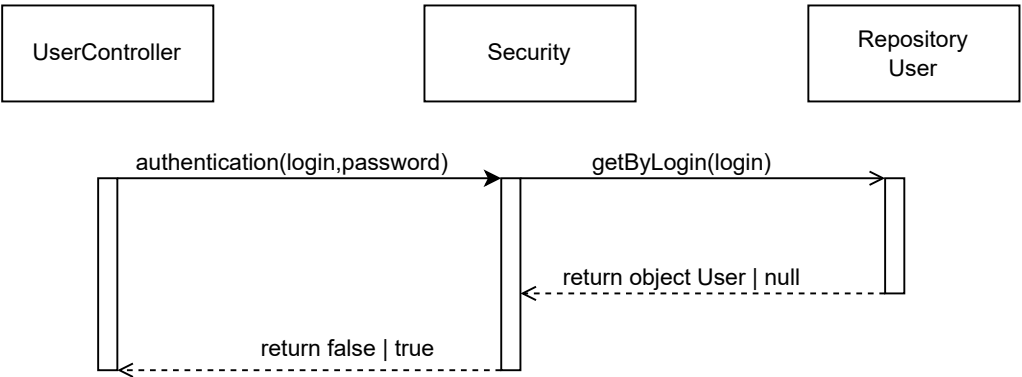 UserController
Security
Repository
User
authentication(login,password)
getByLogin(login)
return object User | null
return false | true